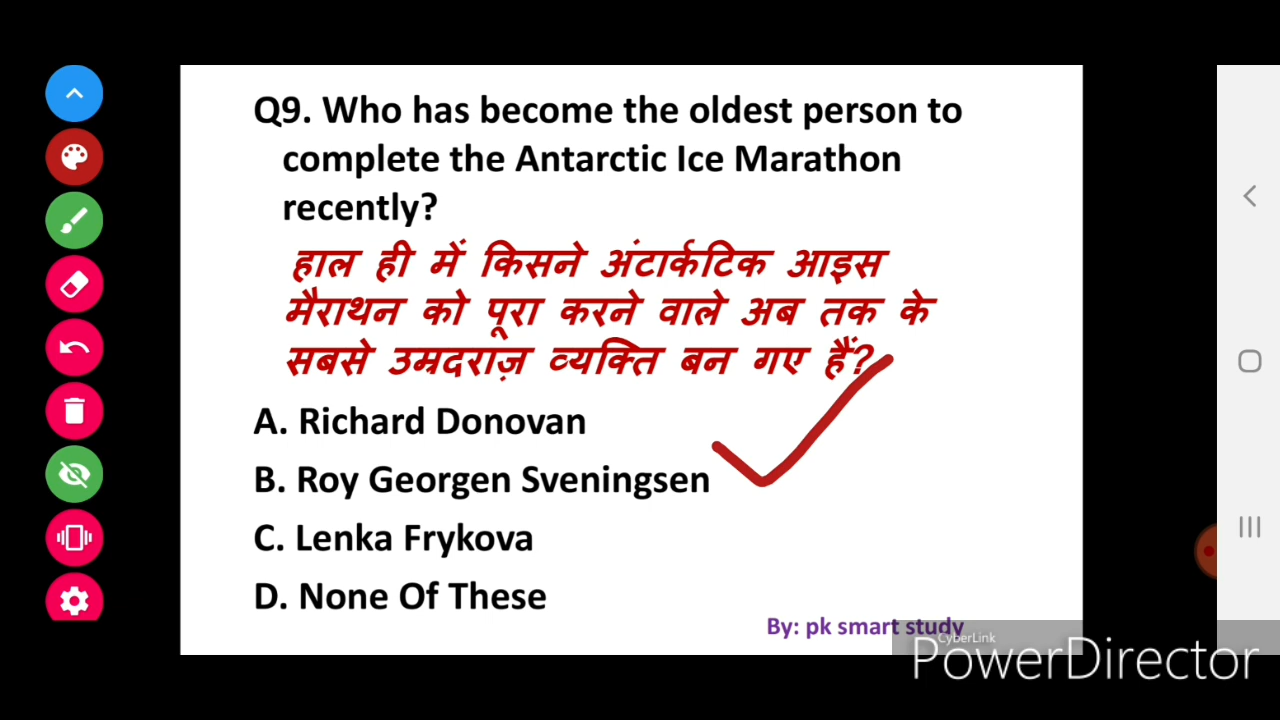 Q9. Who has become the oldest person to
complete the Antarctic Ice Marathon
recently?
हाल ही में किसने अंटार्कटिक आइस
मैराथन को पूरा करने वाले अब तक के
सबसे उम्रदराज़ व्यक्ति बन गए हैं?
A. Richard Donovan
B. Roy Georgen Sveningsen
C. Lenka Frykova
D. None Of These
By: pk smart study
CyberLink
PowerDirector